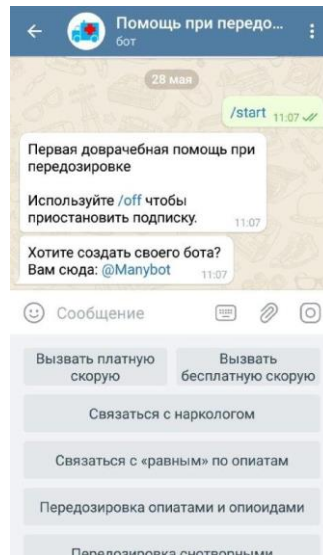 Помощь при передо...
бот
28 мая
/start 11:07
Первая доврачебная помощь при
передозировке
Используйте /off чтобы
приостановить подписку. 11:07
Хотите создать своего бота?
Вам сюда: @Manybot 11:07
Сообщение
Вызвать платную
скорую
Вызвать
бесплатную скорую
Связаться с наркологом
Связаться с «равным» по опиатам
Передозировка опиатами и опиоидами
Передозировка снотворными